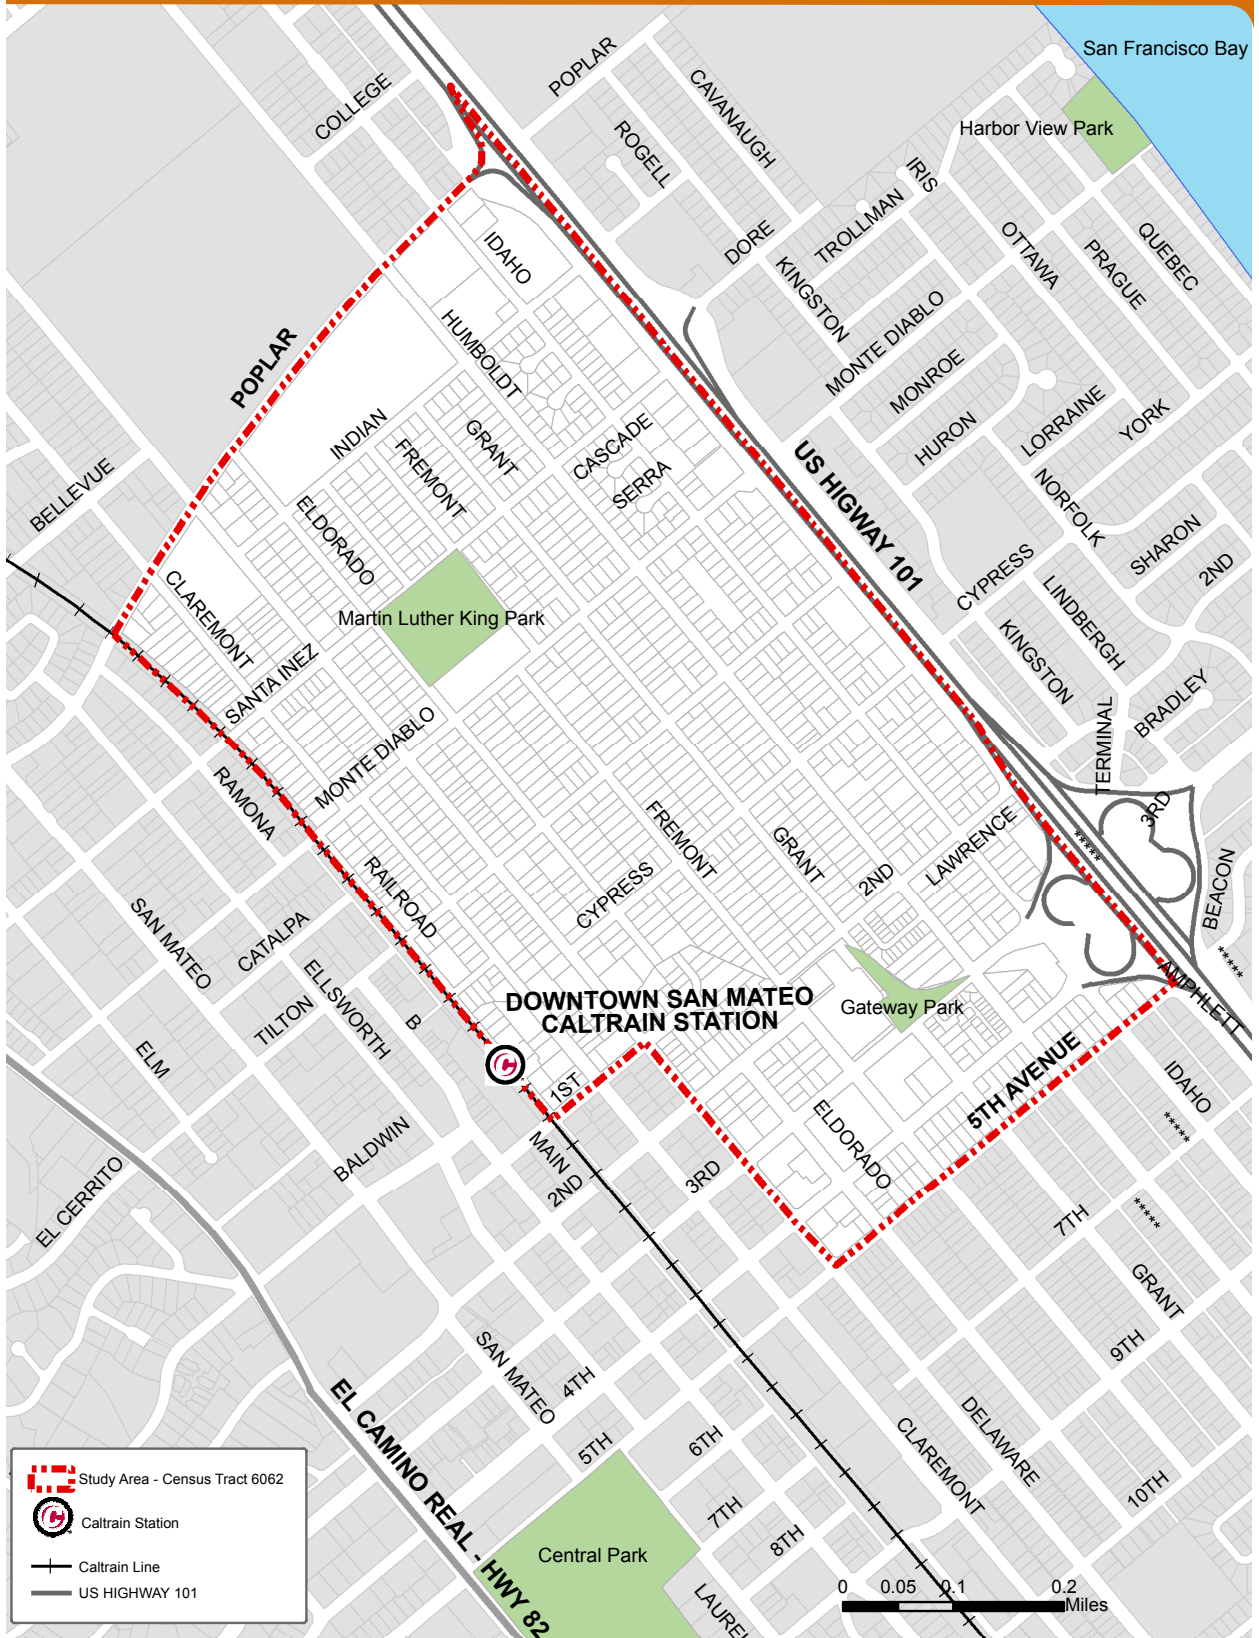 San Francisco Bay
POPLAR
COLLEGE
CAVANAUGH
Harbor View Park
ROGELL
IRIS
TROLLMAN
DORE
OTTAWA
QUEBEC
PRAGUE
IDAHO
KINGSTON
MONTE DIABLO
HUMBOLDT
POPLAR
MONROE
LORRAINE
YORK
INDIAN
GRANT
CASCADE
HURON
FREMONT
SERRA
US HIGWAY 101
BELLEVUE
ELDORADO
NORFOLK
SHARON
2ND
CYPRESS
LINDBERGH
CLAREMONT
Martin Luther King Park
KINGSTON
SANTA INEZ
BRADLEY
MONTE DIABLO
TERMINAL
RAMONA
3RD
FREMONT
GRANT
LAWRENCE
*****
2ND
RAILROAD
CYPRESS
BEACON
SAN MATEO
CATALPA
ELLSWORTH
*****
AMPHLETT
DOWNTOWN SAN MATEO
CALTRAIN STATION
Gateway Park
TILTON
B
ELM
C
1ST
5TH AVENUE
IDAHO
*****
ELDORADO
BALDWIN
MAIN
2ND
3RD
EL CERRITO
7TH
*****
GRANT
9TH
SAN MATEO
4TH
EL CAMINO REAL - HWY 82
DELAWARE
CLAREMONT
5TH
6TH
10TH
7TH
8TH
Study Area - Census Tract 6062
C
Caltrain Station
Central Park
Caltrain Line
US HIGHWAY 101
LAUREL
0 0.05 0.1 0.2
Miles